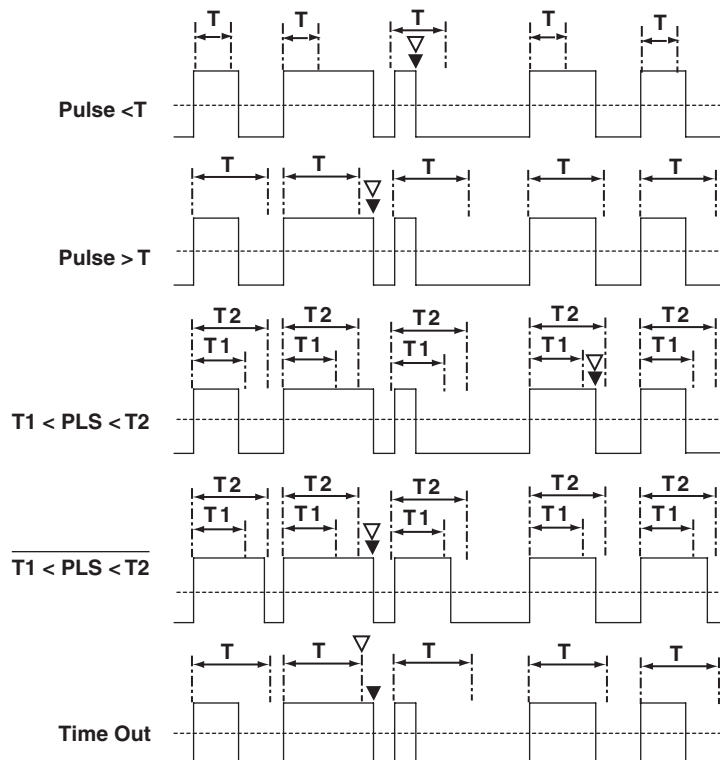 T T T T T
Pulse <T
T T T T T
Pulse > T
T2 T2 T2 T2 T2
T1 T1 T1 T1 T1
T1 < PLS < T2
T2 T2 T2 T2 T2
T1 T1 T1 T1 T1
T1 < PLS < T2
T T T T T
Time Out